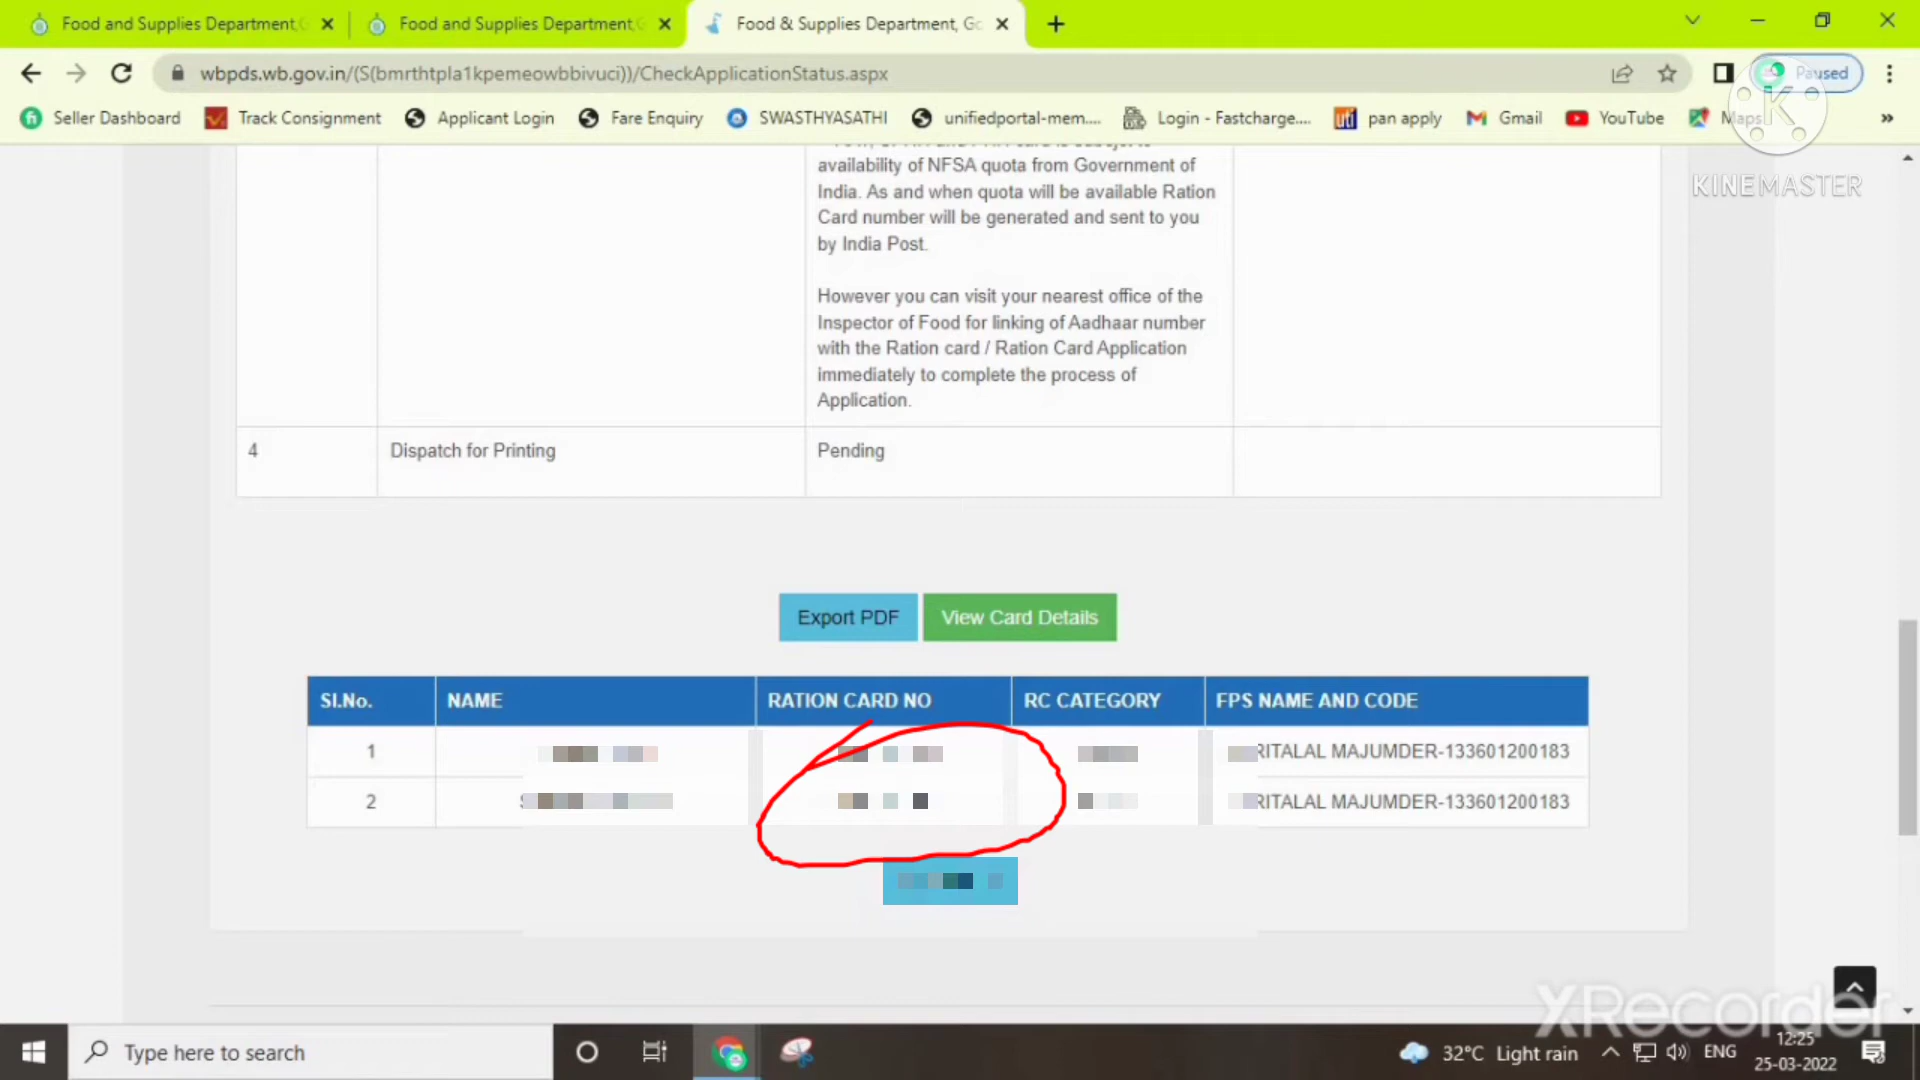 Food and Supplies Department,
Food and Supplies Department,
Food & Supplies Department, Go
wbpds.wb.gov.in/(S(bmrthtpla1kpemeowbbivuci))/CheckApplicationStatus.aspx
Paused
Seller Dashboard
Track Consignment
Applicant Login
Fare Enquiry
SWASTHYASATHI
unifiedportal-mem....
Login - Fastcharge....
pan apply
Gmail
YouTube
Maps
»
K
KINEMASTER
availability of NFSA quota from Government of
India. As and when quota will be available Ration
Card number will be generated and sent to you
by India Post.
However you can visit your nearest office of the
Inspector of Food for linking of Aadhaar number
with the Ration card / Ration Card Application
immediately to complete the process of
Application.
4 Dispatch for Printing Pending
Export PDF View Card Details
Sl.No. NAME RATION CARD NO RC CATEGORY FPS NAME AND CODE
1 RITALAL MAJUMDER-133601200183
2 RITALAL MAJUMDER-133601200183
XRecorder
Type here to search
32°C Light rain
ENG
12:25
25-03-2022